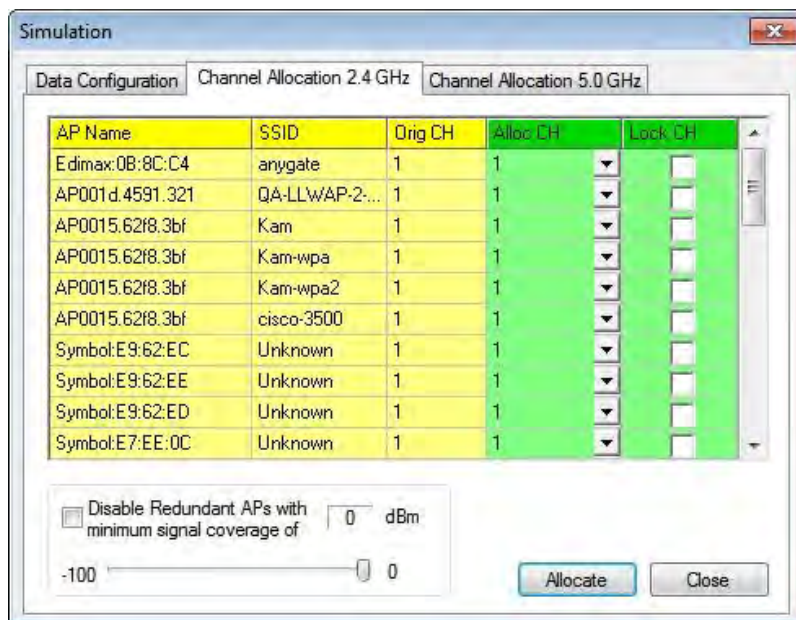 Simulation
Data Configuration Channel Allocation 2.4 GHz Channel Allocation 5.0 GHz
AP Name SSID Orig CH Alloc CH Lock CH
Edimax:0B:8C:C4 anygate 1 1
AP001d.4591.321 QA-LLWAP-2-... 1 1
AP0015.62f8.3bf Kam 1 1
AP0015.62f8.3bf Kam-wpa 1 1
AP0015.62f8.3bf Kam-wpa2 1 1
AP0015.62f8.3bf cisco-3500 1 1
Symbol:E9:62:EC Unknown 1 1
Symbol:E9:62:EE Unknown 1 1
Symbol:E9:62:ED Unknown 1 1
Symbol:E7:EE:0C Unknown 1 1
Disable Redundant APs with
minimum signal coverage of 0 dBm
-100 0
Allocate Close